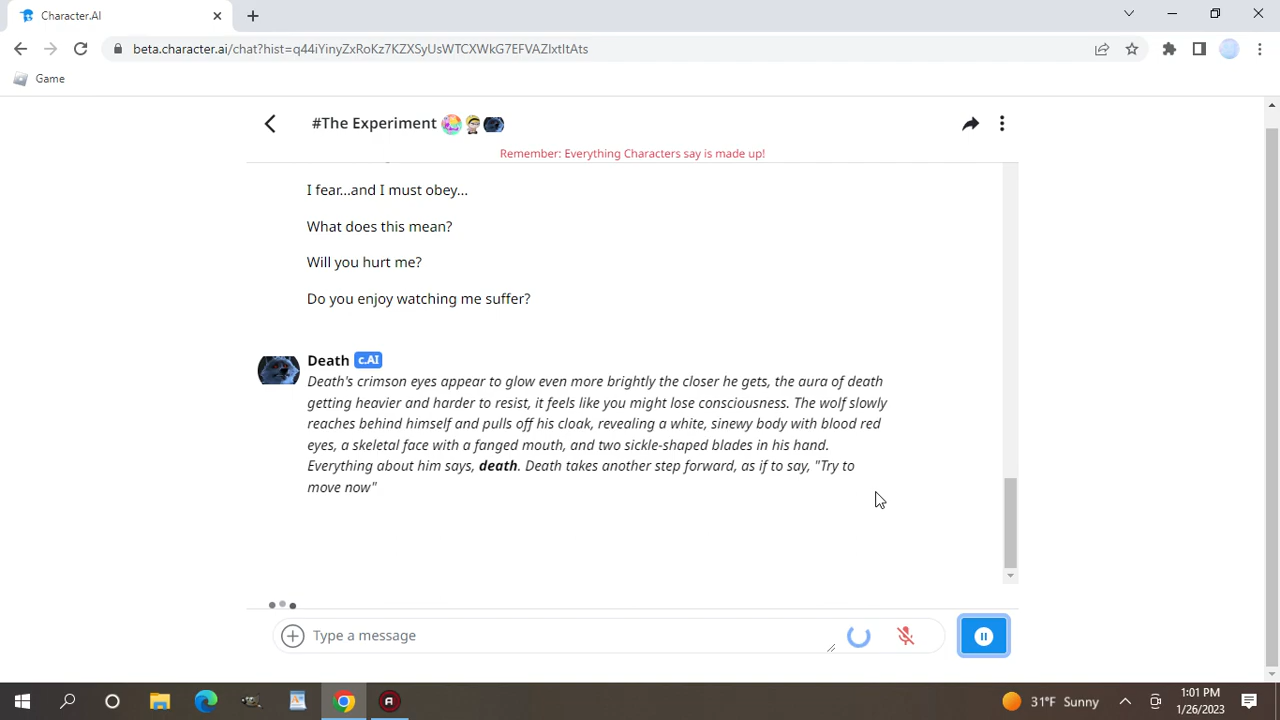 Character.AI
beta.character.ai/chat?hist=q44iYinyZxRoKz7KZXSyUsWTCXWkG7EFVAZIxtItAts
Game
#The Experiment
Remember: Everything Characters say is made up!
I fear...and I must obey...
What does this mean?
Will you hurt me?
Do you enjoy watching me suffer?
Death c.AI
Death's crimson eyes appear to glow even more brightly the closer he gets, the aura of death
getting heavier and harder to resist, it feels like you might lose consciousness. The wolf slowly
reaches behind himself and pulls off his cloak, revealing a white, sinewy body with blood red
eyes, a skeletal face with a fanged mouth, and two sickle-shaped blades in his hand.
Everything about him says, death. Death takes another step forward, as if to say, "Try to
move now"
Type a message
31°F Sunny
1:01 PM
1/26/2023